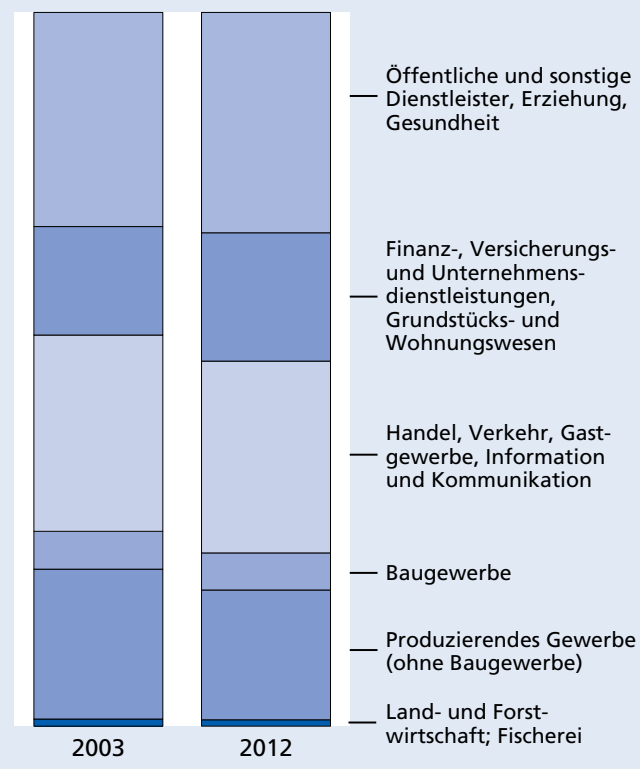 Öffentliche und sonstige
Dienstleister, Erziehung,
Gesundheit
Finanz-, Versicherungs-
und Unternehmens-
dienstleistungen,
Grundstücks- und
Wohnungswesen
Handel, Verkehr, Gast-
gewerbe, Information
und Kommunikation
Baugewerbe
Produzierendes Gewerbe
(ohne Baugewerbe)
Land- und Forst-
wirtschaft; Fischerei
2003
2012